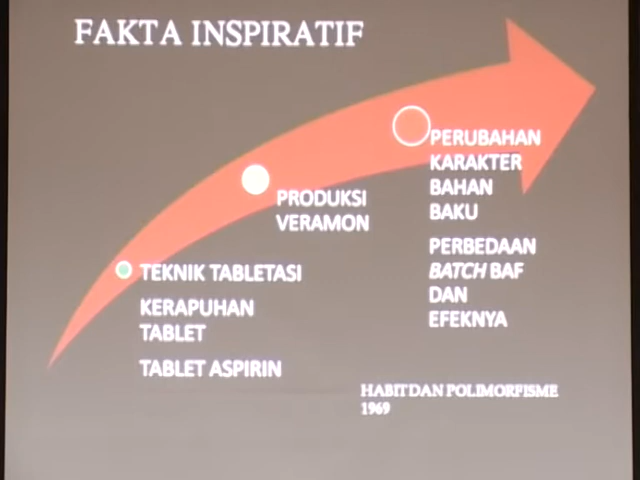 FAKTA INSPIRATIF
TEKNIK TABLETASI
KERAPUHAN
TABLET
TABLET ASPIRIN
PRODUKSI
VERAMON
PERUBAHAN
KARAKTER
BAHAN
BAKU
PERBEDAAN
BATCH BAF
DAN
EFEKNYA
HABIT DAN POLIMORFISME
1969